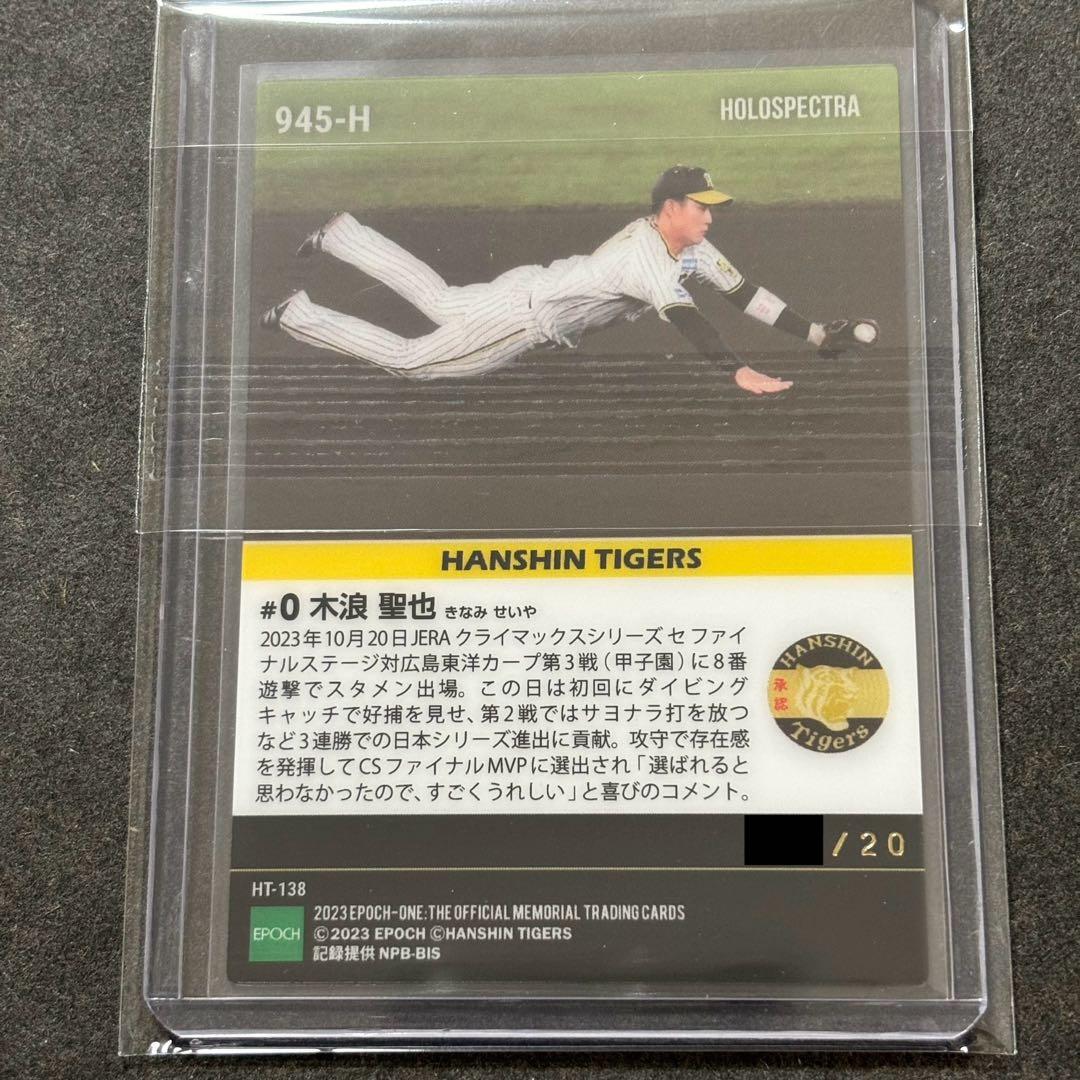 945-H
HOLOSPECTRA
HANSHIN TIGERS
#0 木浪 聖也 きなみ せいや
2023年10月20日JERAクライマックスシリーズ セ ファイ
ナルステージ対広島東洋カープ第3戦(甲子園)に8番
遊撃でスタメン出場。この日は初回にダイビング
キャッチで好捕を見せ、第2戦ではサヨナラ打を放つ
など3連勝での日本シリーズ進出に貢献。攻守で存在感
を発揮してCSファイナルMVPに選出され「選ばれると
思わなかったので、すごくうれしい」と喜びのコメント。
HANSHIN
承認
Tigers
/20
HT-138
EPOCH
2023 EPOCH-ONE:THE OFFICIAL MEMORIAL TRADING CARDS
©2023 EPOCH ©HANSHIN TIGERS
記録提供 NPB-BIS